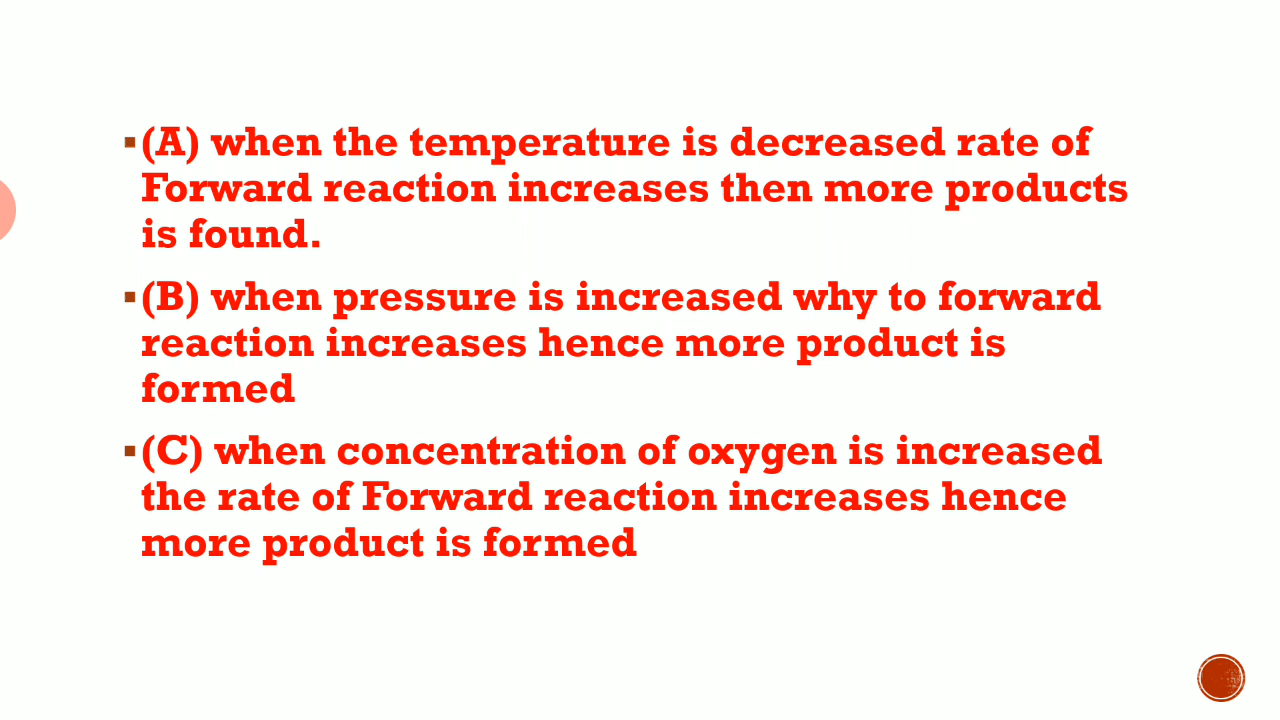 ▪(A) when the temperature is decreased rate of
Forward reaction increases then more products
is found.
▪(B) when pressure is increased why to forward
reaction increases hence more product is
formed
▪(C) when concentration of oxygen is increased
the rate of Forward reaction increases hence
more product is formed